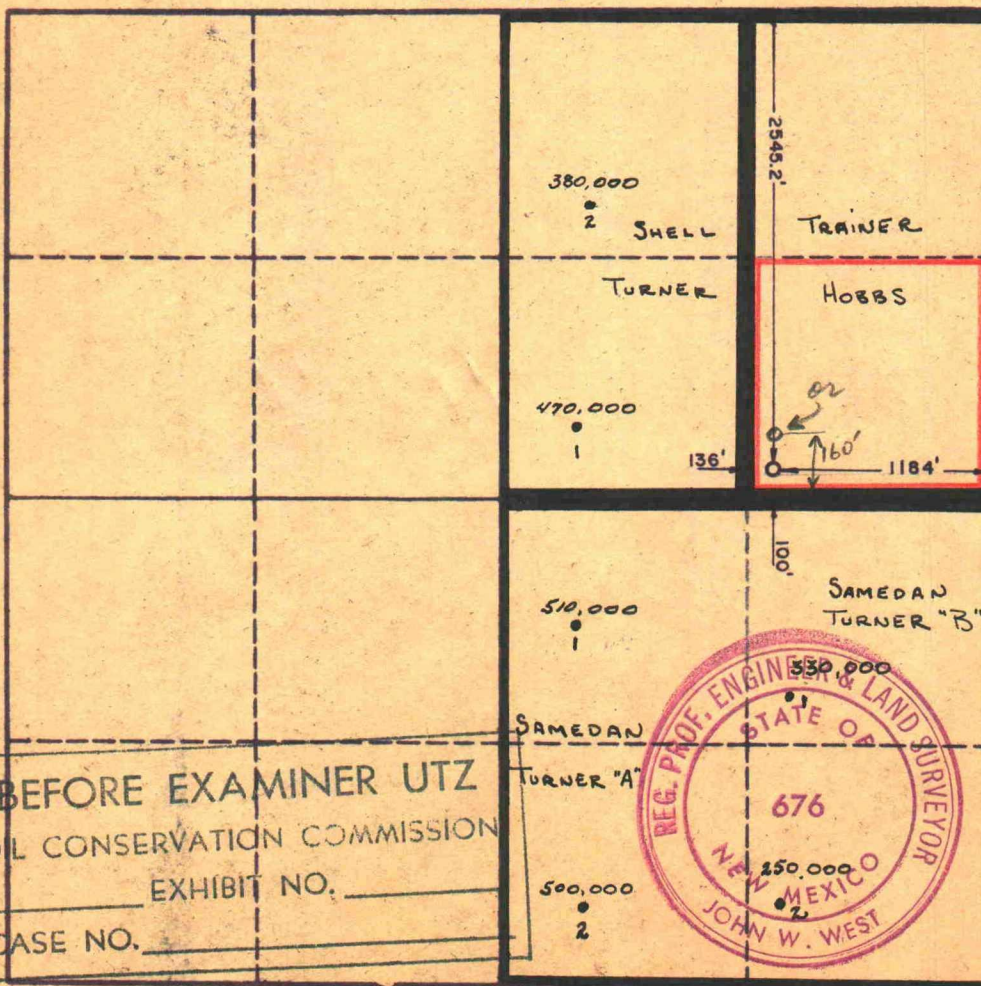 2545.2'
380,000
2
SHELL
TRAINER
TURNER
HOBBS
or
470,000
1
136'
160'
1184'
100'
510,000
1
SAMEDAN
TURNER "B"
330,000
1
SAMEDAN
TURNER "A"
REG. PROF. ENGINEER & LAND SURVEYOR
STATE OF
676
NEW MEXICO
JOHN W. WEST
250,000
2
500,000
2
BEFORE EXAMINER UTZ
IL CONSERVATION COMMISSION
EXHIBIT NO.
CASE NO.